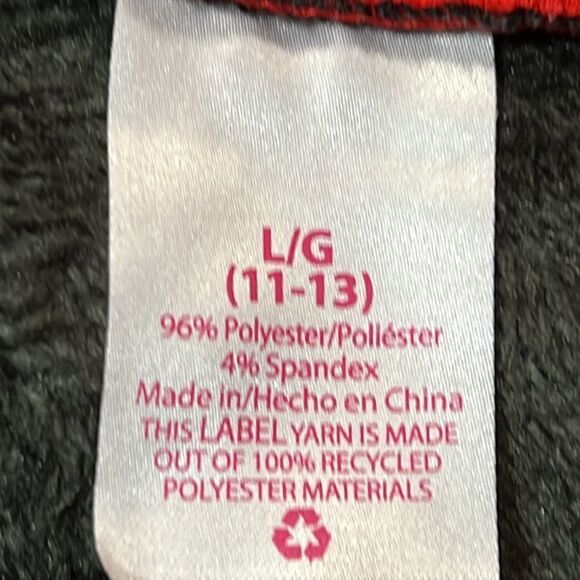 L/G
(11-13)
96% Polyester/Poliéster
4% Spandex
Made in/Hecho en China
THIS LABEL YARN IS MADE
OUT OF 100% RECYCLED
POLYESTER MATERIALS